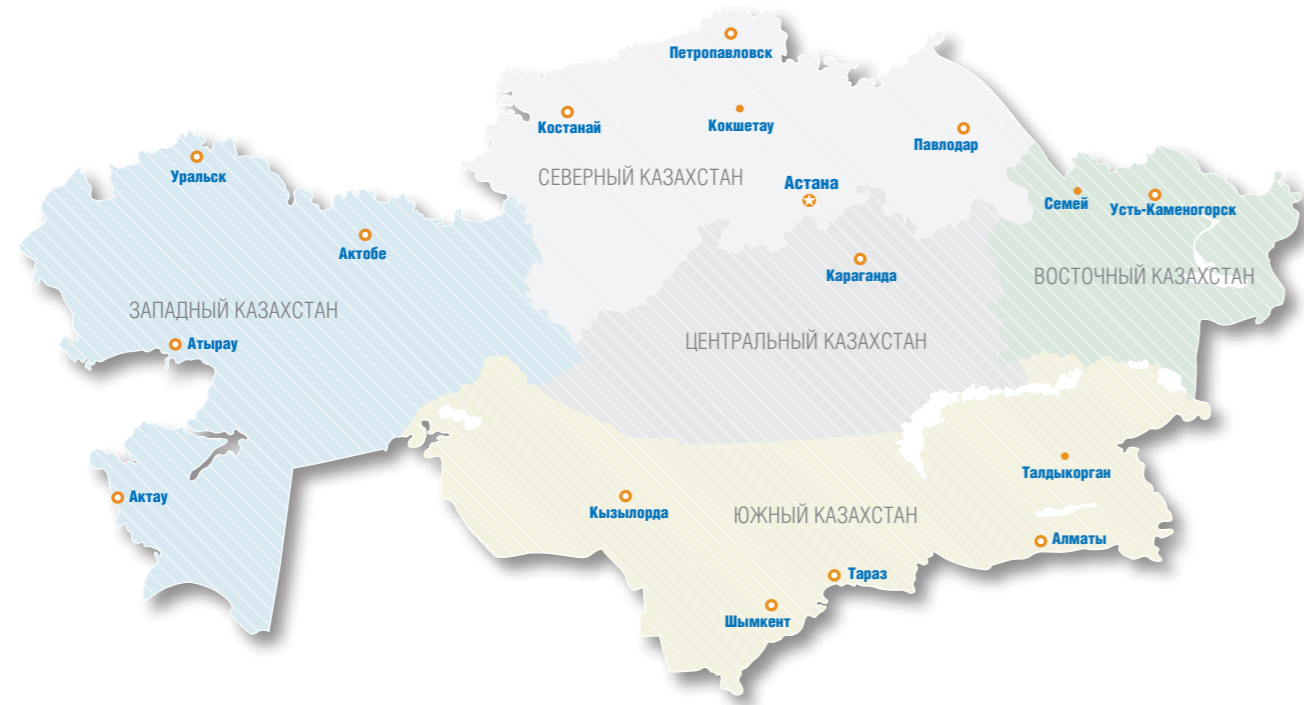 Петропавловск
Костанай
Кокшетау
Павлодар
Уральск
СЕВЕРНЫЙ КАЗАХСТАН
Астана
Семей
Усть-Каменогорск
Актобе
Караганда
ВОСТОЧНЫЙ КАЗАХСТАН
ЗАПАДНЫЙ КАЗАХСТАН
Атырау
ЦЕНТРАЛЬНЫЙ КАЗАХСТАН
Талдыкорган
Актау
Кызылорда
ЮЖНЫЙ КАЗАХСТАН
Алматы
Тараз
Шымкент